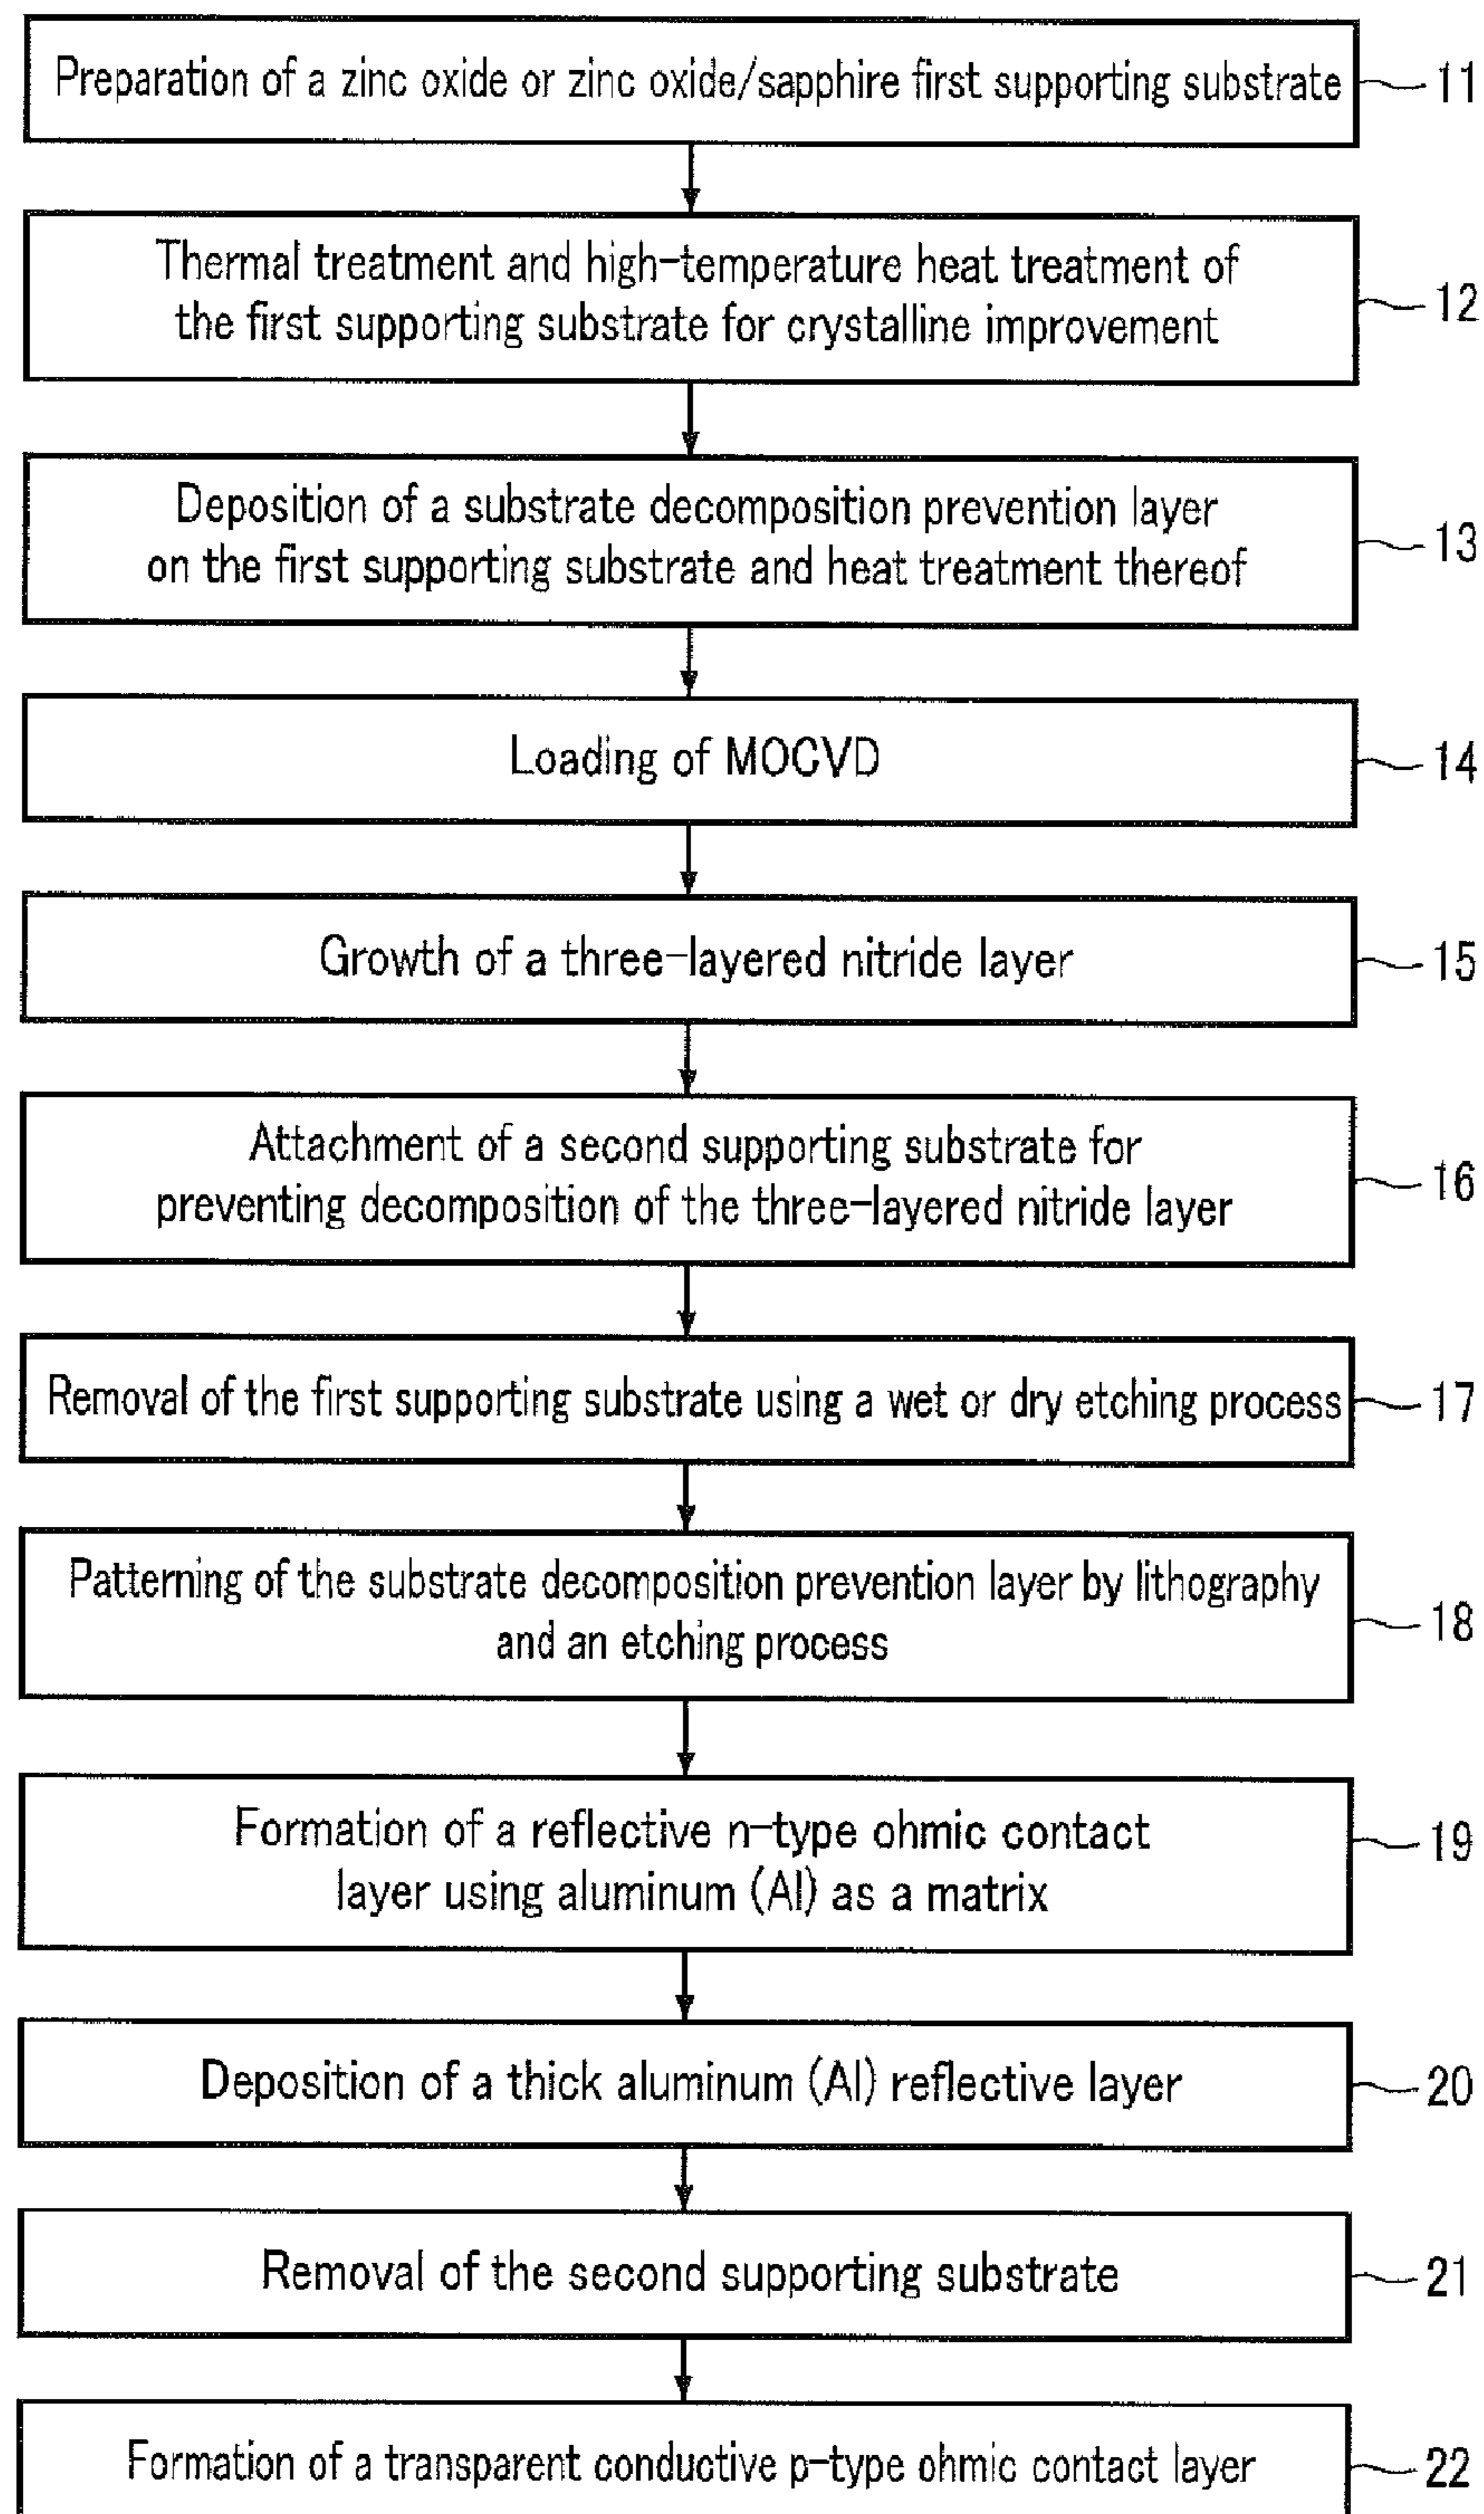 Preparation of a zinc oxide or zinc oxide/sapphire first supporting substrate
11
Thermal treatment and high-temperature heat treatment of
the first supporting substrate for crystalline improvement
12
Deposition of a substrate decomposition prevention layer
on the first supporting substrate and heat treatment thereof
13
Loading of MOCVD
14
Growth of a three-layered nitride layer
15
Attachment of a second supporting substrate for
preventing decomposition of the three-layered nitride layer
16
Removal of the first supporting substrate using a wet or dry etching process
17
Patterning of the substrate decomposition prevention layer by lithography
and an etching process
18
Formation of a reflective n-type ohmic contact
layer using aluminum (Al) as a matrix
19
Deposition of a thick aluminum (Al) reflective layer
20
Removal of the second supporting substrate
21
Formation of a transparent conductive p-type ohmic contact layer
22